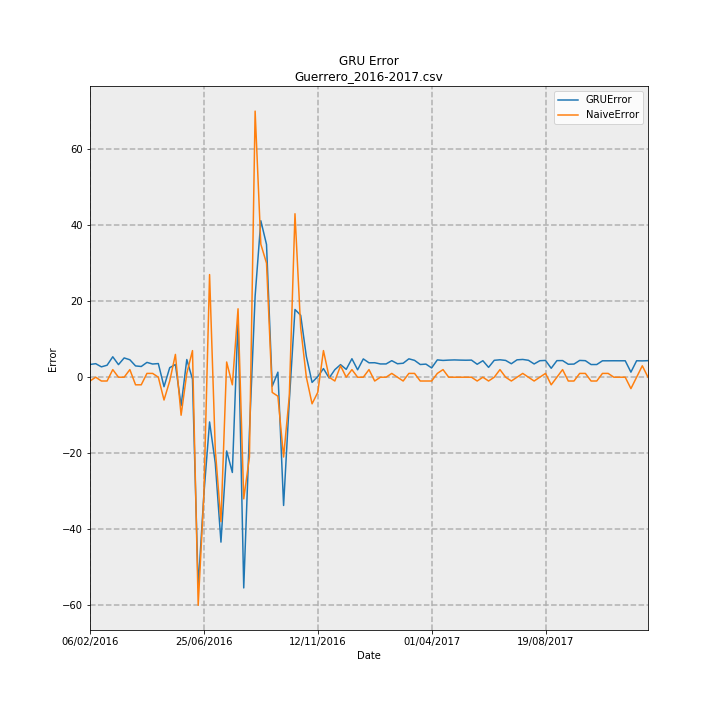 GRU Error
Guerrero_2016-2017.csv
GRUError
NaiveError
Error
60
40
20
0
−20
−40
−60
06/02/2016
25/06/2016
12/11/2016
01/04/2017
19/08/2017
Date